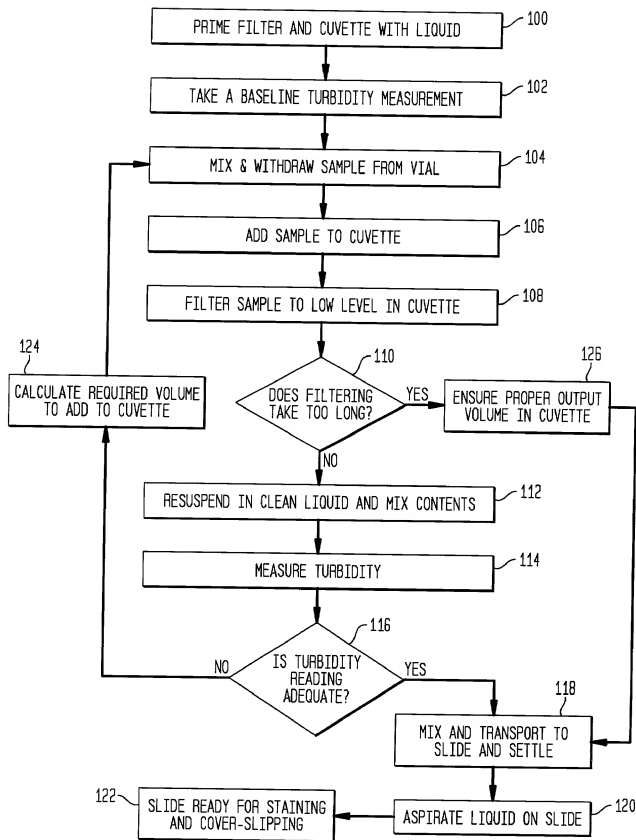 PRIME FILTER AND CUVETTE WITH LIQUID
100
TAKE A BASELINE TURBIDITY MEASUREMENT
102
MIX & WITHDRAW SAMPLE FROM VIAL
104
ADD SAMPLE TO CUVETTE
106
FILTER SAMPLE TO LOW LEVEL IN CUVETTE
108
124
CALCULATE REQUIRED VOLUME
TO ADD TO CUVETTE
110
DOES FILTERING
TAKE TOO LONG?
YES
NO
126
ENSURE PROPER OUTPUT
VOLUME IN CUVETTE
RESUSPEND IN CLEAN LIQUID AND MIX CONTENTS
112
MEASURE TURBIDITY
114
116
IS TURBIDITY
READING
ADEQUATE?
NO
YES
118
MIX AND TRANSPORT TO
SLIDE AND SETTLE
122
SLIDE READY FOR STAINING
AND COVER-SLIPPING
ASPIRATE LIQUID ON SLIDE
120